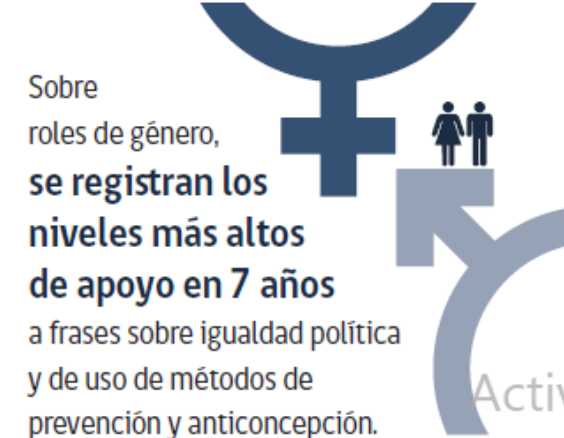 Sobre
roles de género,
se registran los
niveles más altos
de apoyo en 7 años
a frases sobre igualdad política
y de uso de métodos de
prevención y anticoncepción.